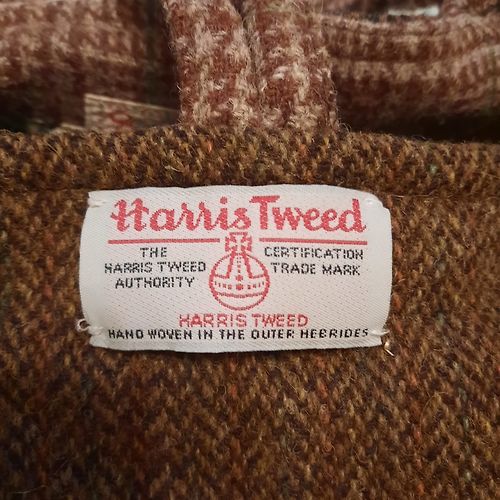 Harris Tweed
THE HARRIS TWEED AUTHORITY
CERTIFICATION TRADE MARK
HARRIS TWEED
HAND WOVEN IN THE OUTER HEBRIDES